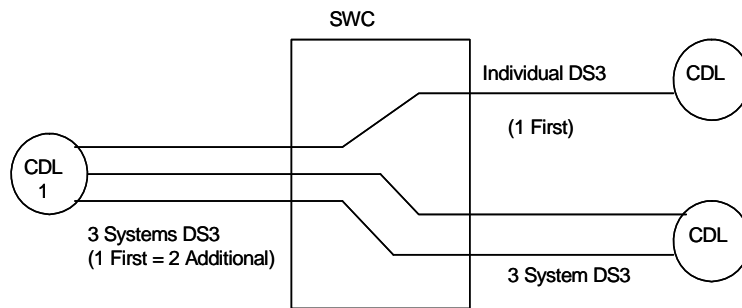 SWC
Individual DS3
CDL
(1 First)
CDL
1
3 Systems DS3
(1 First = 2 Additional)
CDL
3 System DS3